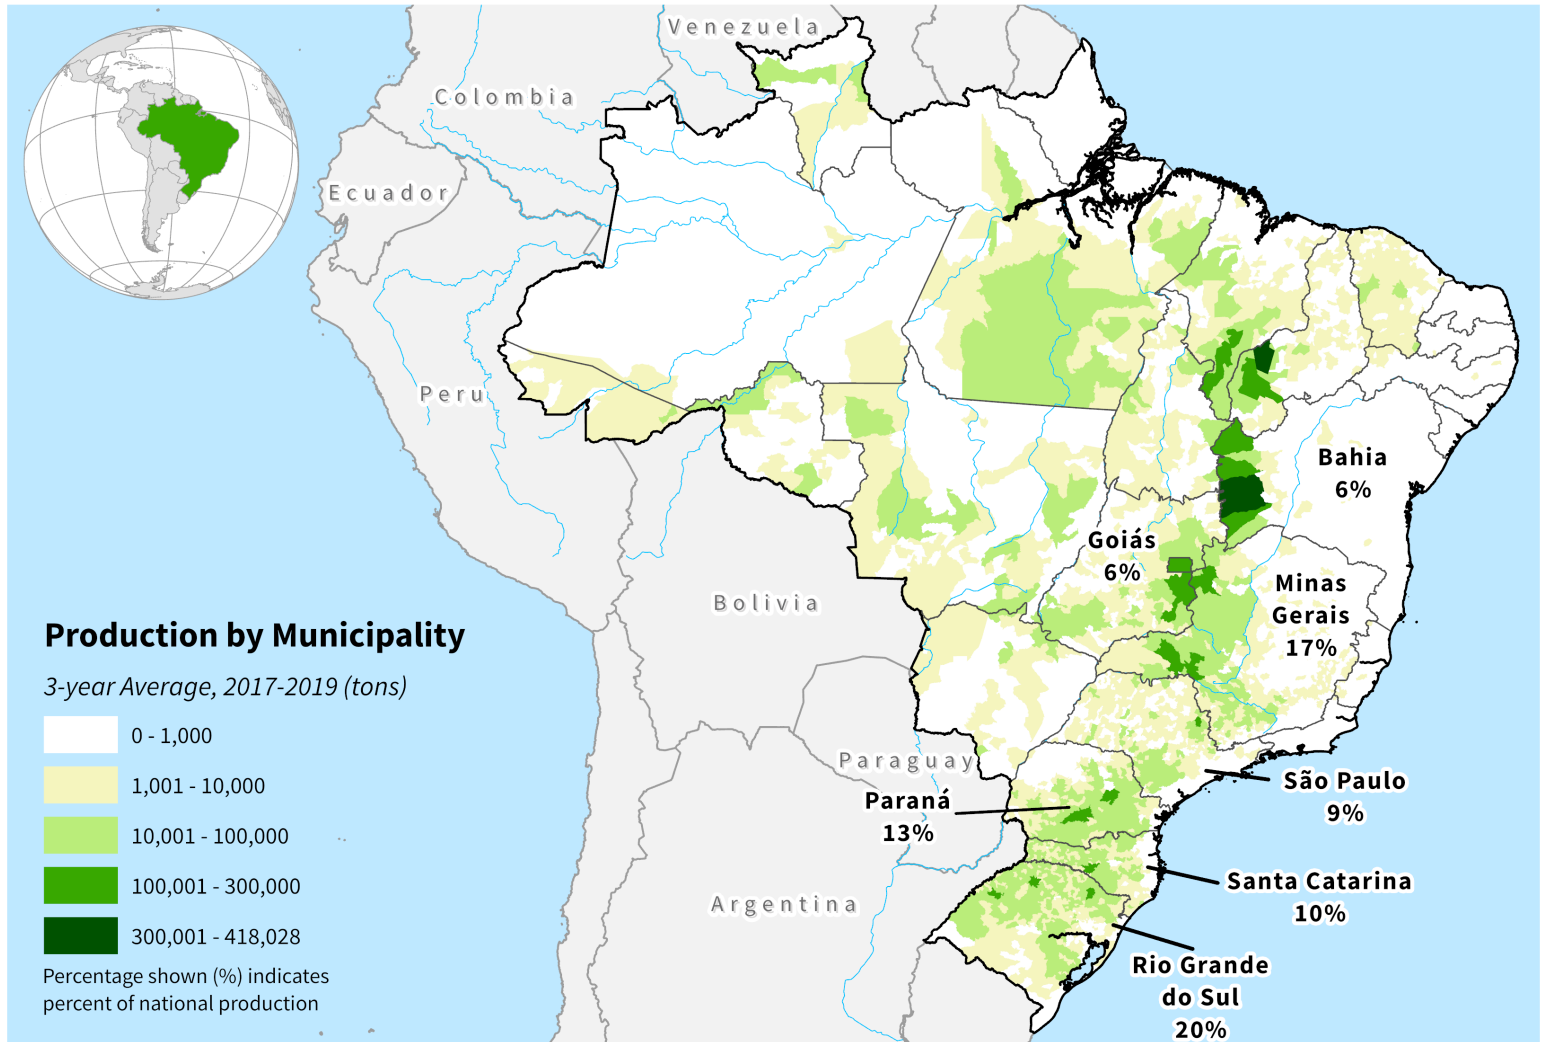 Venezuela
Colombia
Ecuador
Peru
Bahia
6%
Goiás
6%
Minas
Gerais
17%
Bolivia
Production by Municipality
3-year Average, 2017-2019 (tons)
0 - 1,000
1,001 - 10,000
10,001 - 100,000
100,001 - 300,000
300,001 - 418,028
Percentage shown (%) indicates
percent of national production
Paraguay
Paraná
13%
São Paulo
9%
Santa Catarina
10%
Argentina
Rio Grande
do Sul
20%